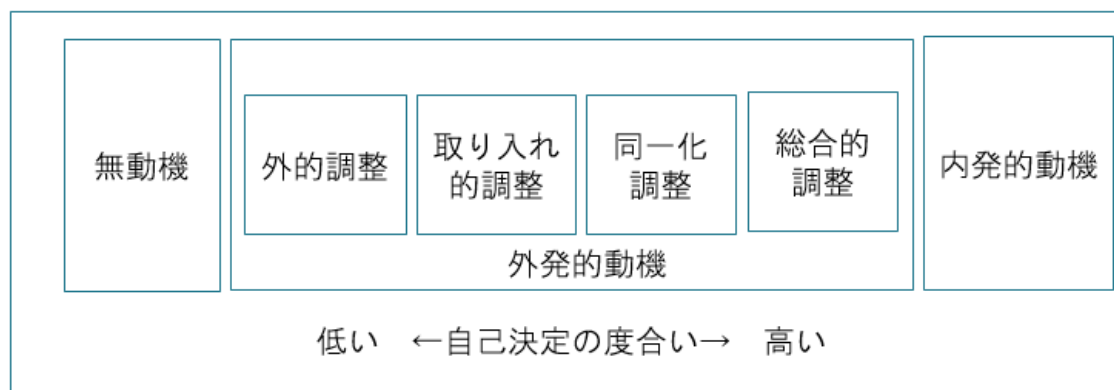 無動機
外的調整
取り入れ
的調整
同一化
調整
総合的
調整
外発的動機
内発的動機
低い ←自己決定の度合い→ 高い